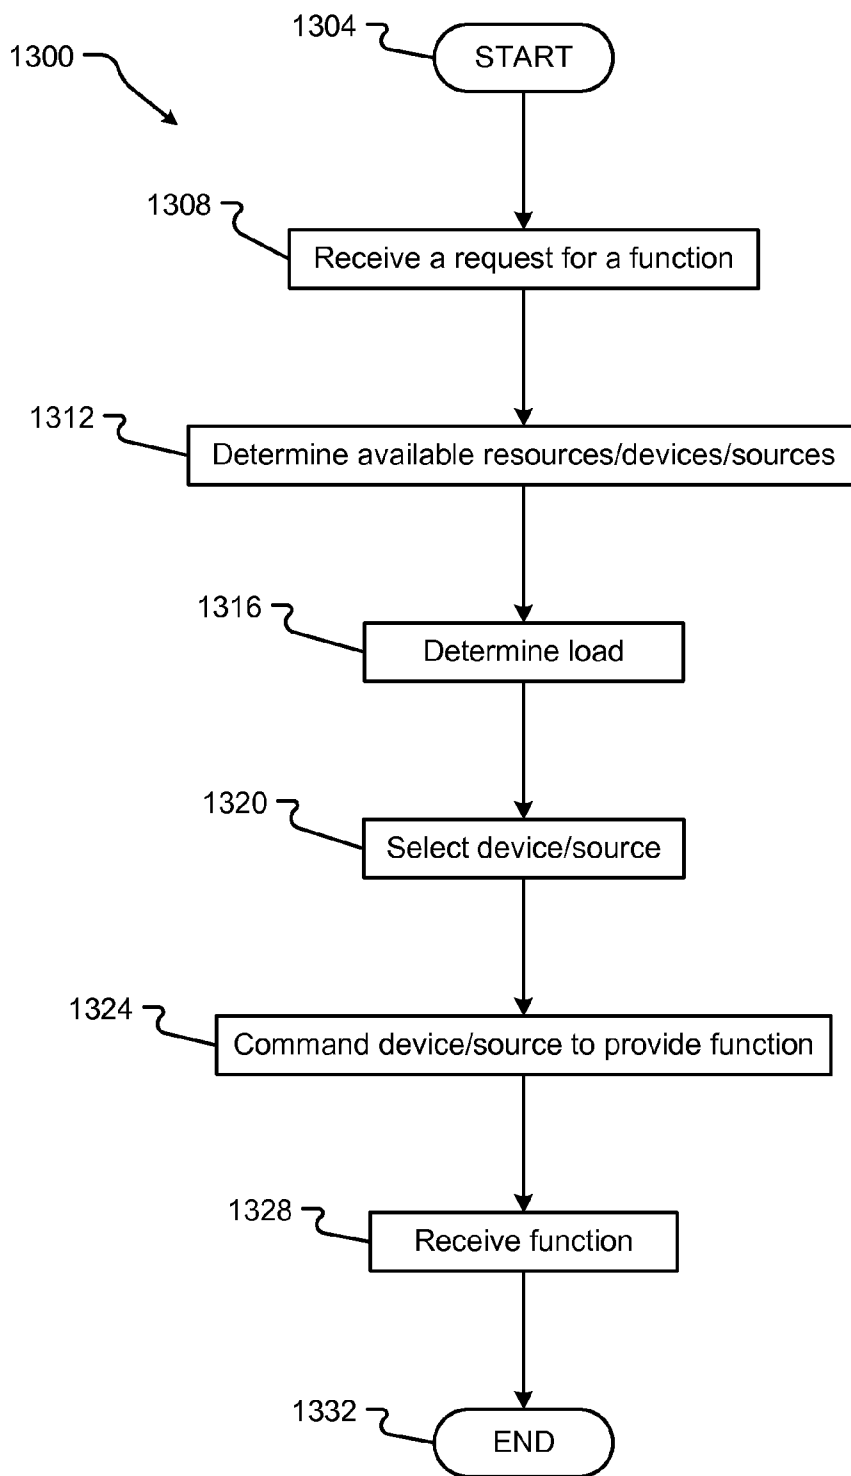 1304
START
1300
1308
Receive a request for a function
1312
Determine available resources/devices/sources
1316
Determine load
1320
Select device/source
1324
Command device/source to provide function
1328
Receive function
1332
END